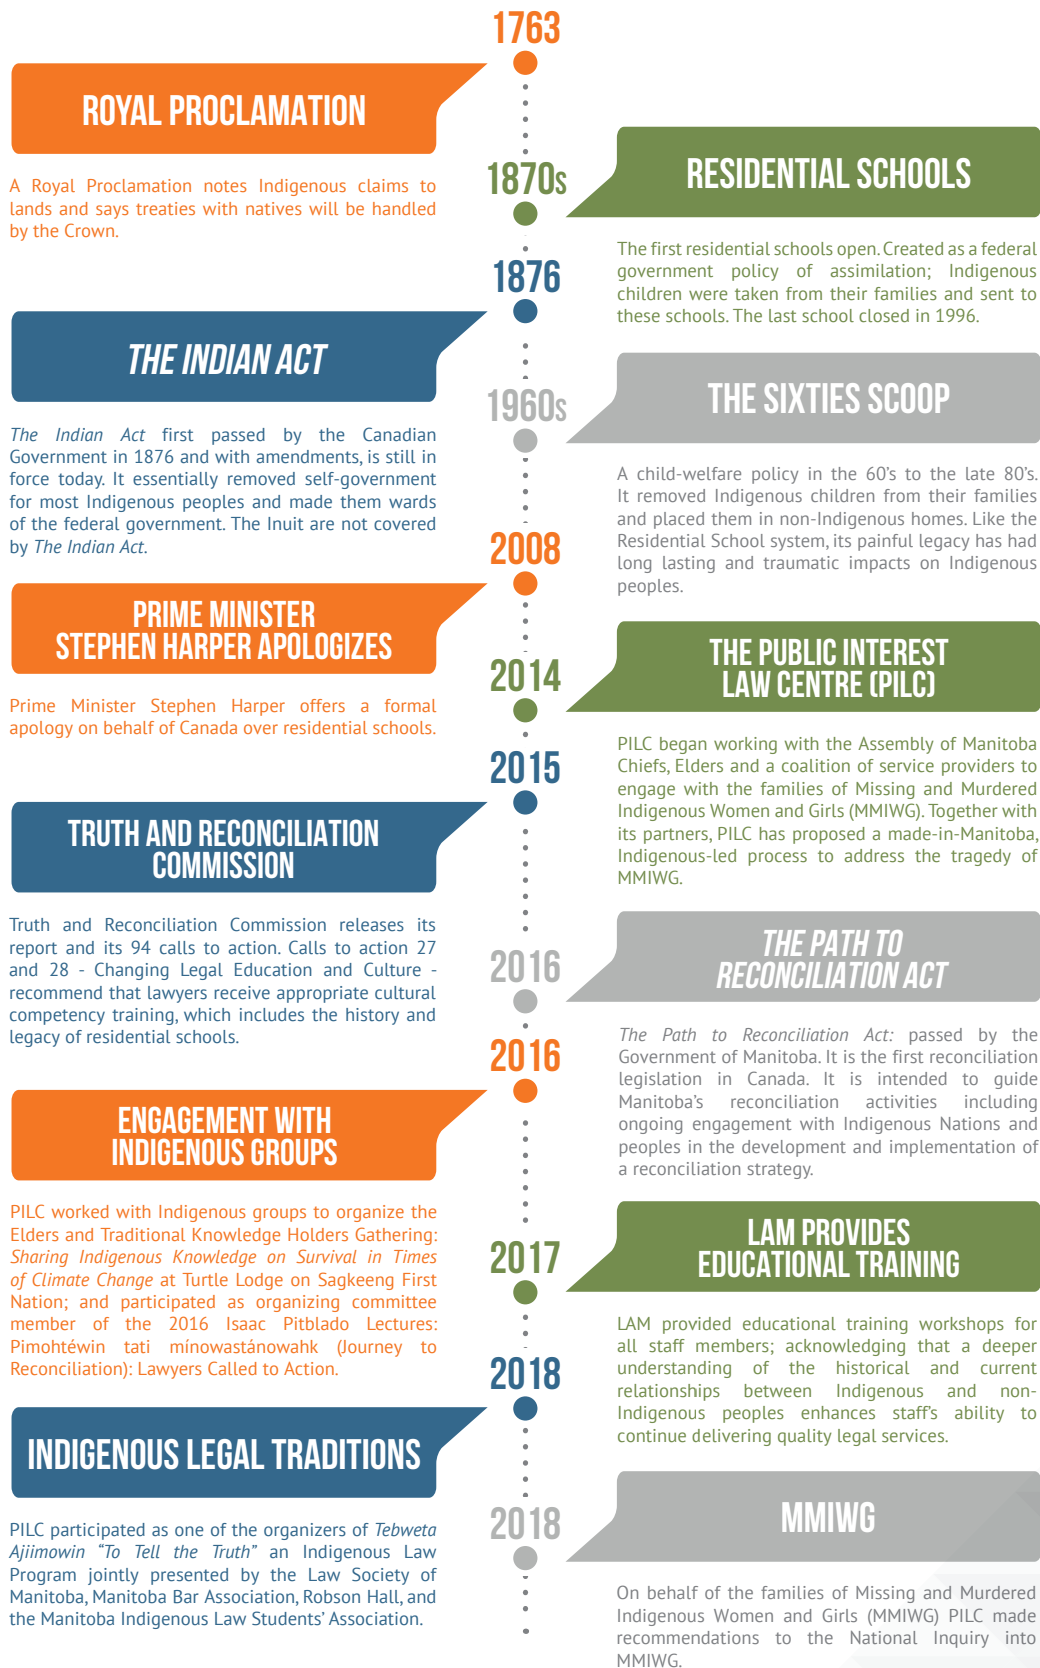 1763
ROYAL PROCLAMATION
A Royal Proclamation notes Indigenous claims to
lands and says treaties with natives will be handled
by the Crown.
1870s
RESIDENTIAL SCHOOLS
The first residential schools open. Created as a federal
government policy of assimilation; Indigenous
children were taken from their families and sent to
these schools. The last school closed in 1996.
1876
THE INDIAN ACT
The Indian Act first passed by the Canadian
Government in 1876 and with amendments, is still in
force today. It essentially removed self-government
for most Indigenous peoples and made them wards
of the federal government. The Inuit are not covered
by The Indian Act.
1960s
THE SIXTIES SCOOP
A child-welfare policy in the 60's to the late 80's.
It removed Indigenous children from their families
and placed them in non-Indigenous homes. Like the
Residential School system, its painful legacy has had
long lasting and traumatic impacts on Indigenous
peoples.
2008
PRIME MINISTER
STEPHEN HARPER APOLOGIZES
Prime Minister Stephen Harper offers a formal
apology on behalf of Canada over residential schools.
2014
THE PUBLIC INTEREST
LAW CENTRE (PILC)
PILC began working with the Assembly of Manitoba
Chiefs, Elders and a coalition of service providers to
engage with the families of Missing and Murdered
Indigenous Women and Girls (MMIWG). Together with
its partners, PILC has proposed a made-in-Manitoba,
Indigenous-led process to address the tragedy of
MMIWG.
2015
TRUTH AND RECONCILIATION
COMMISSION
Truth and Reconciliation Commission releases its
report and its 94 calls to action. Calls to action 27
and 28 - Changing Legal Education and Culture -
recommend that lawyers receive appropriate cultural
competency training, which includes the history and
legacy of residential schools.
2016
THE PATH TO
RECONCILIATION ACT
The Path to Reconciliation Act: passed by the
Government of Manitoba. It is the first reconciliation
legislation in Canada. It is intended to guide
Manitoba's reconciliation activities including
ongoing engagement with Indigenous Nations and
peoples in the development and implementation of
a reconciliation strategy.
2016
ENGAGEMENT WITH
INDIGENOUS GROUPS
PILC worked with Indigenous groups to organize the
Elders and Traditional Knowledge Holders Gathering:
Sharing Indigenous Knowledge on Survival in Times
of Climate Change at Turtle Lodge on Sagkeeng First
Nation; and participated as organizing committee
member of the 2016 Isaac Pitblado Lectures:
Pimohtéwin tati mínowastánowahk (Journey to
Reconciliation): Lawyers Called to Action.
2017
LAM PROVIDES
EDUCATIONAL TRAINING
LAM provided educational training workshops for
all staff members; acknowledging that a deeper
understanding of the historical and current
relationships between Indigenous and non-
Indigenous peoples enhances staff's ability to
continue delivering quality legal services.
2018
INDIGENOUS LEGAL TRADITIONS
PILC participated as one of the organizers of Tebweta
Ajiimowin “To Tell the Truth” an Indigenous Law
Program jointly presented by the Law Society of
Manitoba, Manitoba Bar Association, Robson Hall, and
the Manitoba Indigenous Law Students' Association.
2018
MMIWG
On behalf of the families of Missing and Murdered
Indigenous Women and Girls (MMIWG) PILC made
recommendations to the National Inquiry into
MMIWG.